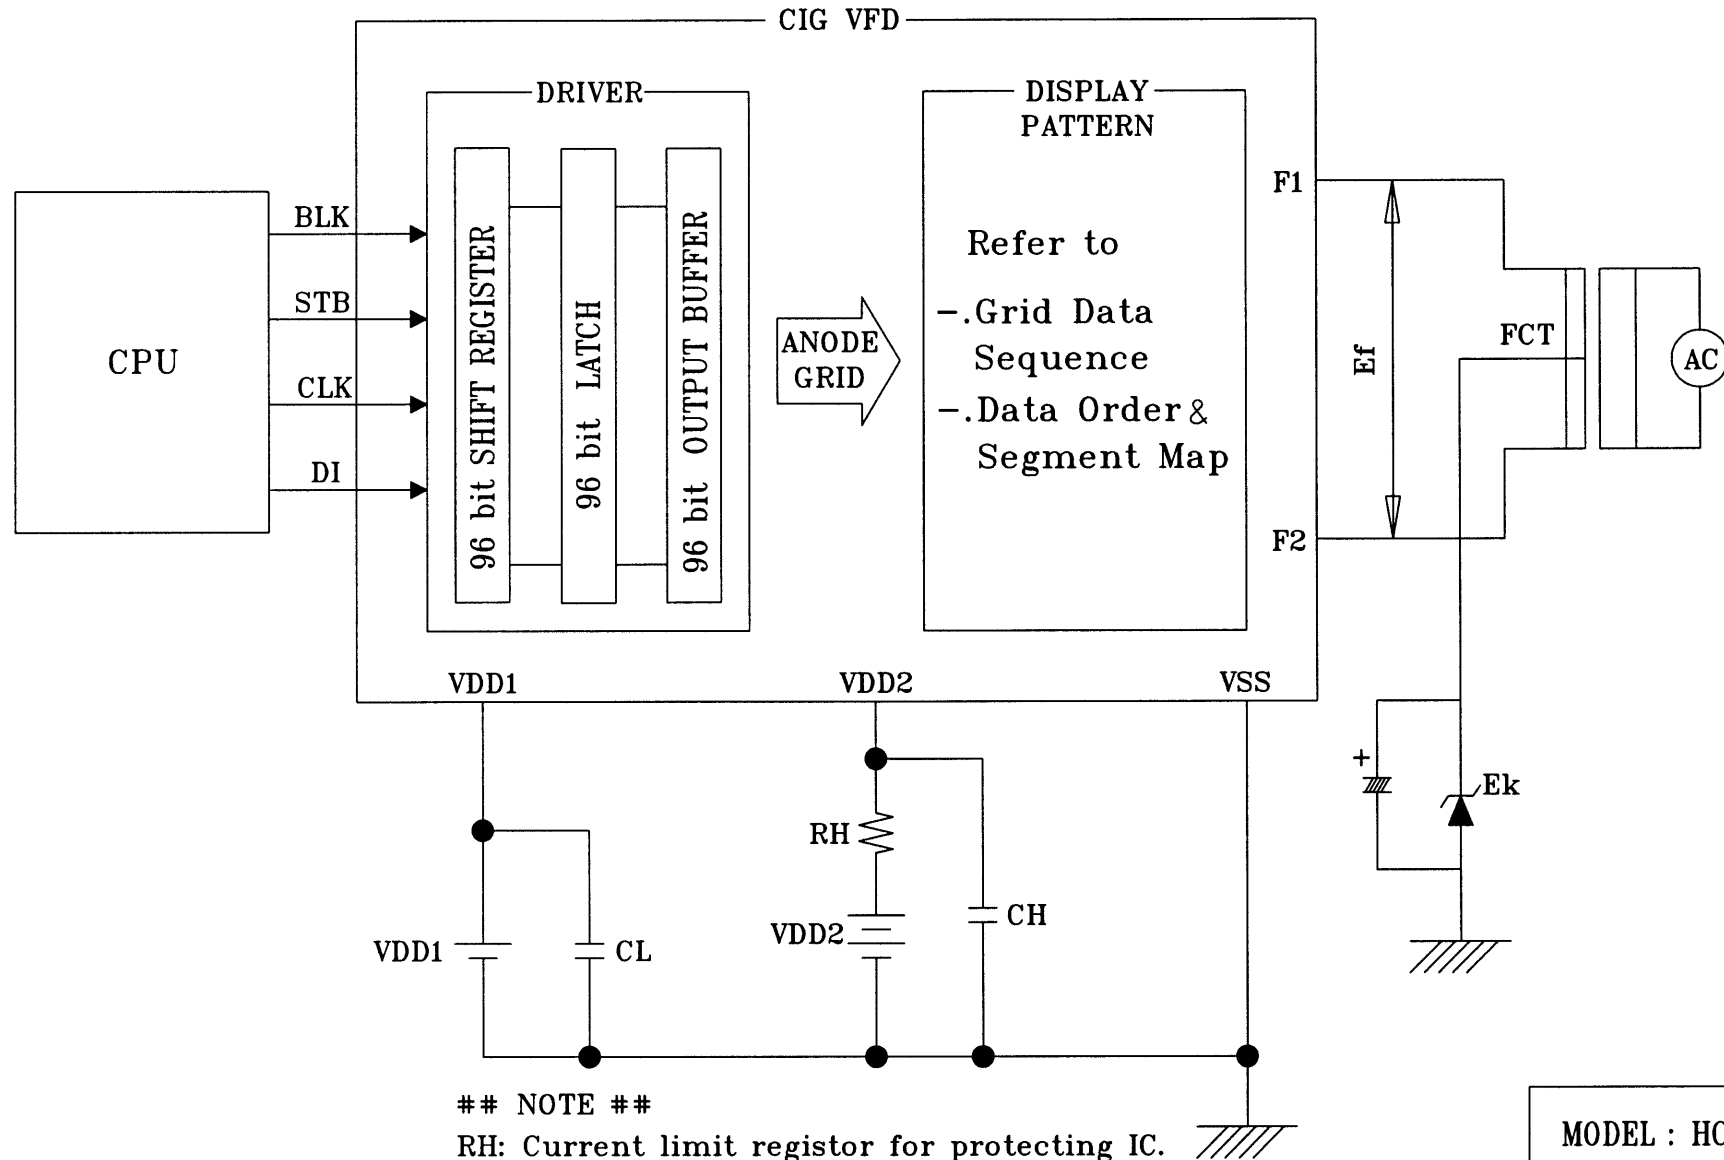 CIG VFD
DRIVER
DISPLAY
PATTERN
CPU
BLK
STB
CLK
DI
96 bit SHIFT REGISTER
96 bit LATCH
96 bit OUTPUT BUFFER
ANODE
GRID
Refer to
-.Grid Data
Sequence
-.Data Order &
Segment Map
F1
F2
Ef
FCT
AC
VDD1
VDD2
VSS
+
Ek
RH
VDD1
CL
VDD2
CH
## NOTE ##
RH: Current limit registor for protecting IC.
MODEL : HC